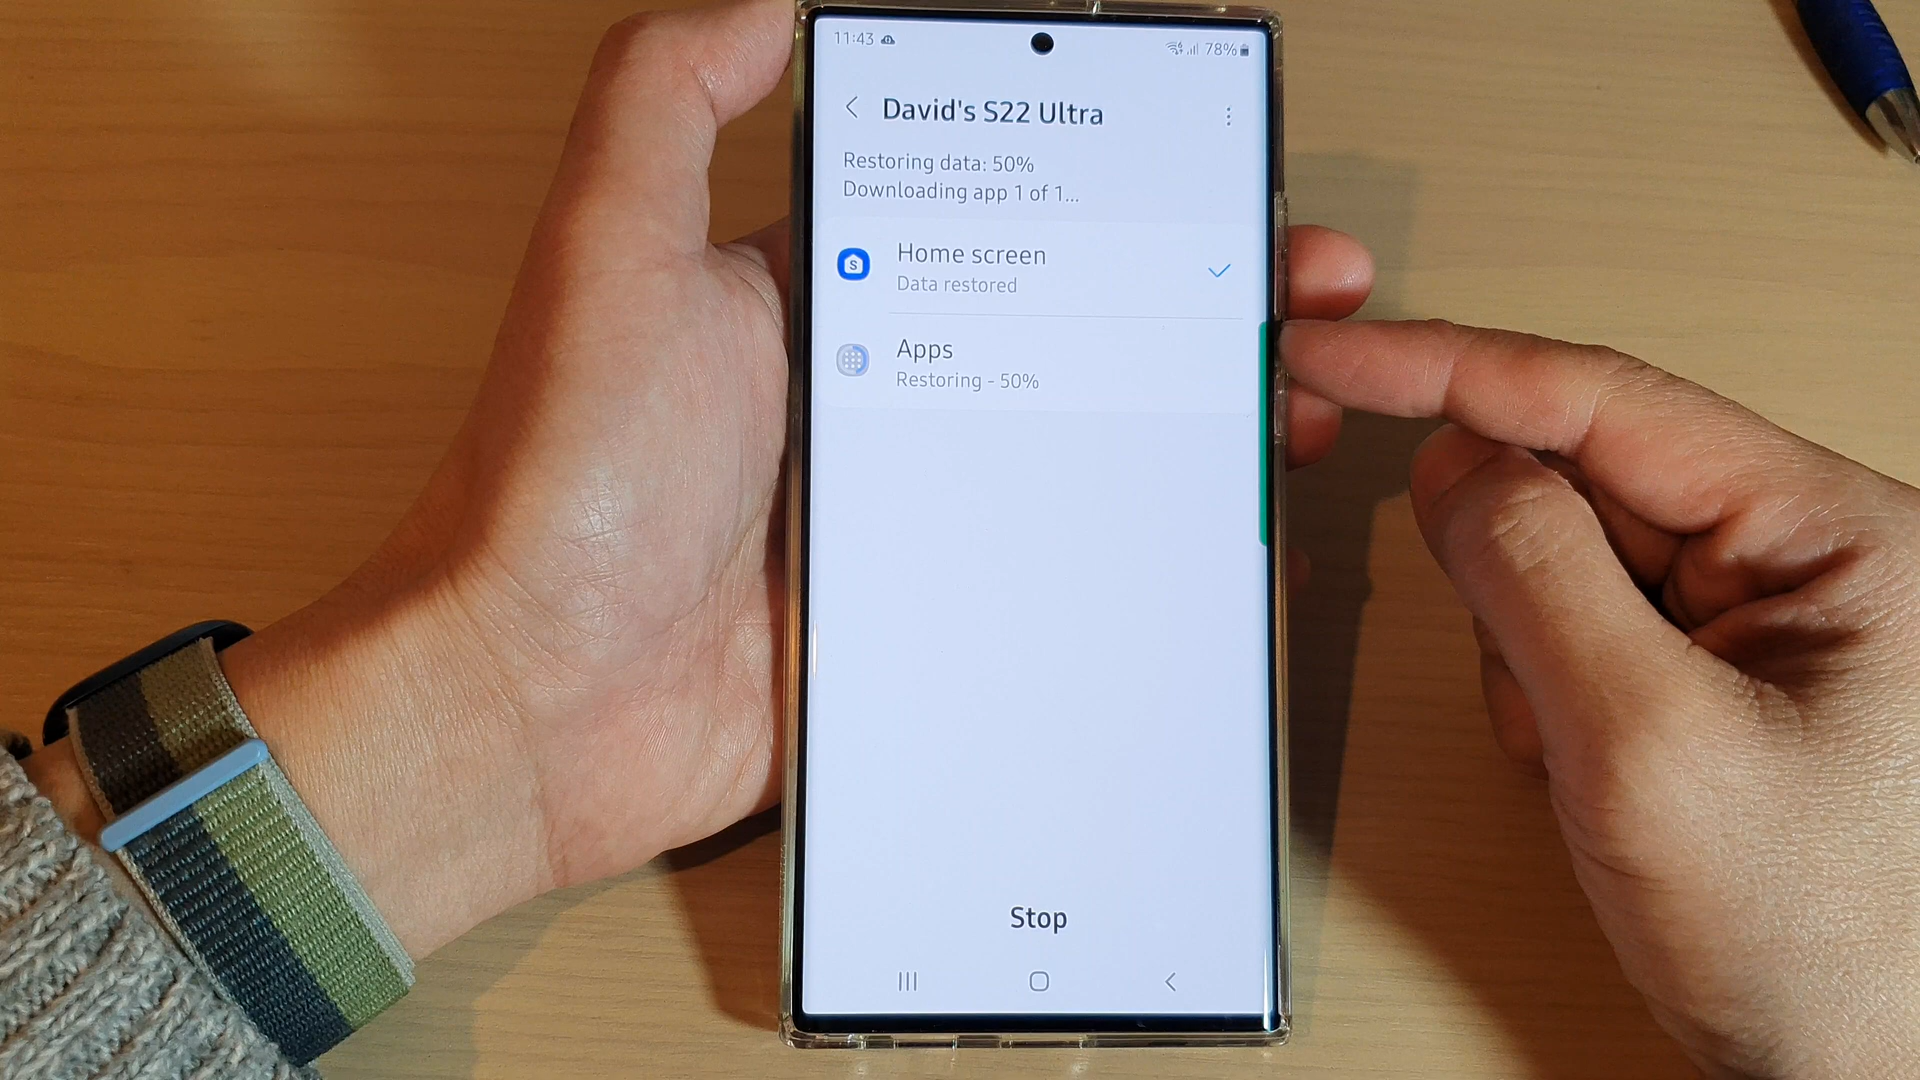 11:43
78%
David's S22 Ultra
Restoring data: 50%
Downloading app 1 of 1...
Home screen
Data restored
S
Apps
Restoring - 50%
Stop